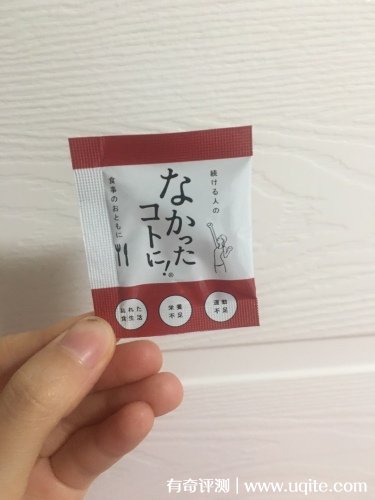 続ける人の
なかった
コトに!®
食事のおともに
乱れた
食生活
栄養
不足
運動
不足
有奇评测 | www.uqite.com